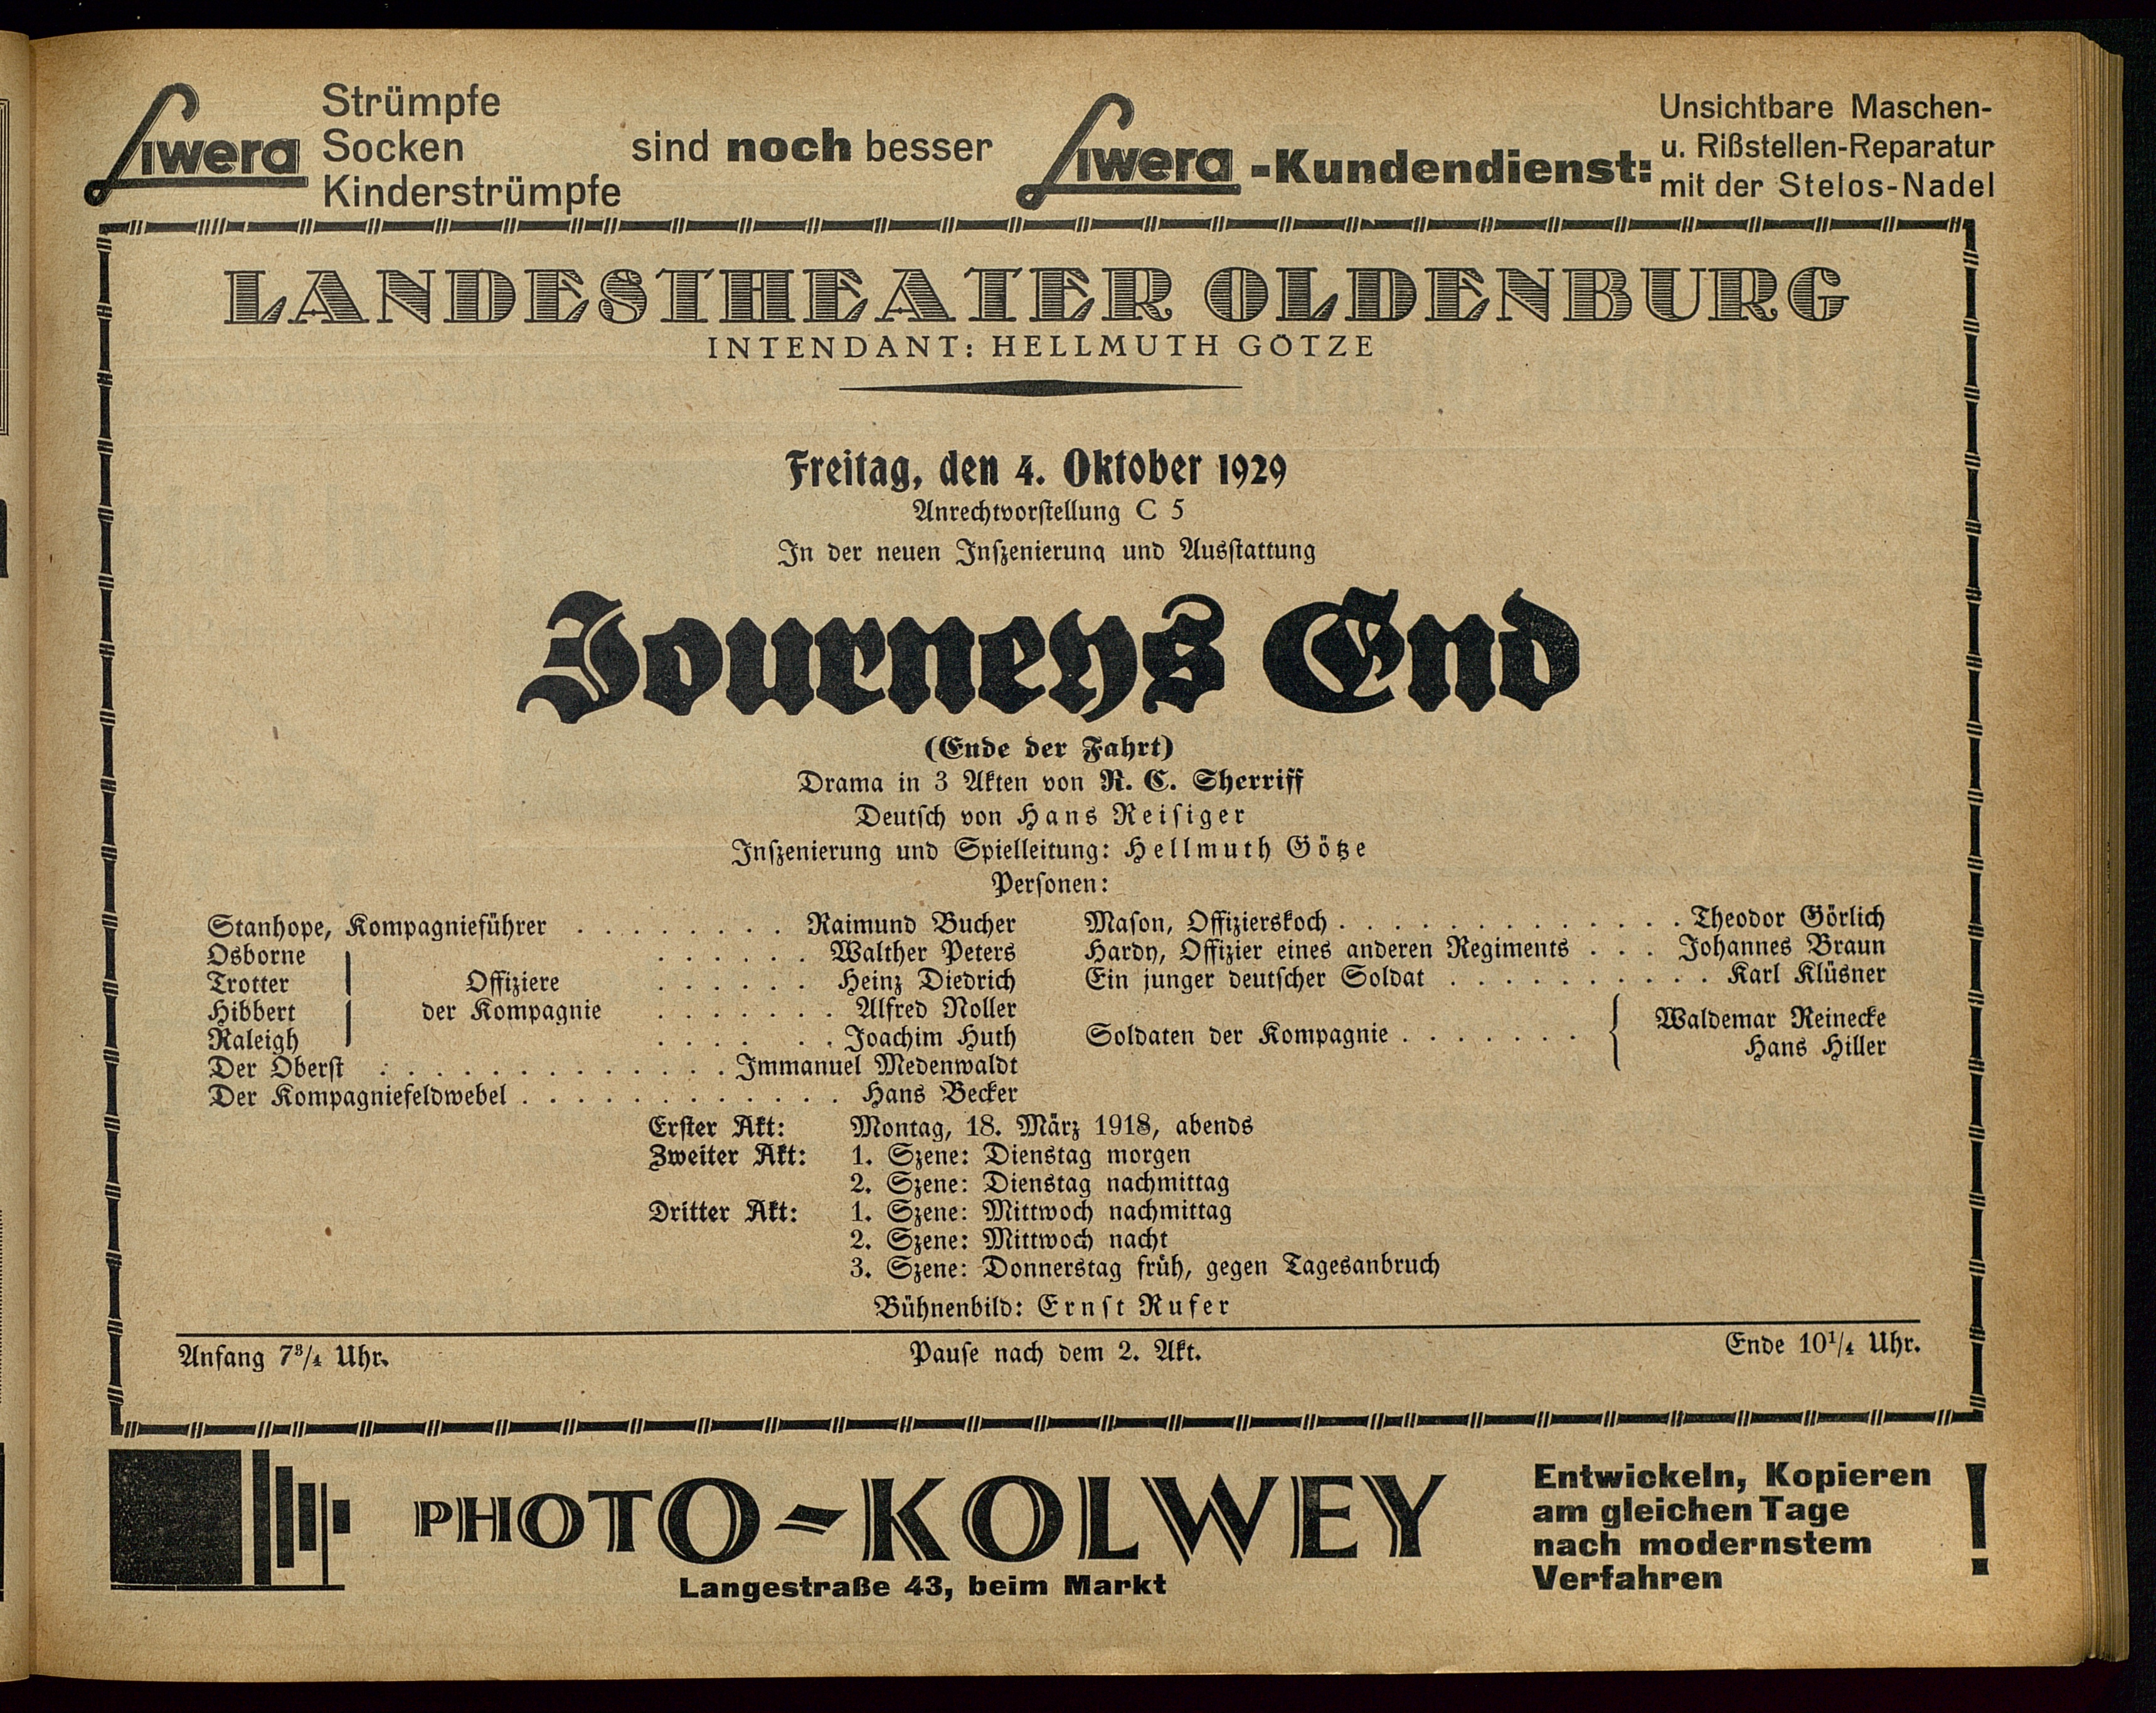 Liwera Strümpfe
Socken
Kinderstrümpfe
sind noch besser
Liwera-Kundendienst:
Unsichtbare Maschen-
u. Rißstellen-Reparatur
mit der Stelos-Nadel
LANDESTHEATER OLDENBURG
INTENDANT: HELLMUTH GÖTZE
Freitag, den 4. Oktober 1929
Anrechtvorstellung C 5
In der neuen Inszenierung und Ausstattung
Journeys End
(Ende der Fahrt)
Drama in 3 Akten von R. C. Sherriff
Deutsch von Hans Reisiger
Inszenierung und Spielleitung: Hellmuth Götze
Personen:
Stanhope, Kompagnieführer . . . . . . . . Raimund Bucher
Osborne . . . . . . Walther Peters
Trotter Offiziere . . . . . . Heinz Diedrich
Hibbert der Kompagnie . . . . . . . Alfred Noller
Raleigh . . . . . . Joachim Huth
Der Oberst . . . . . . . . . . . . . Immanuel Medenwaldt
Der Kompagniefeldwebel . . . . . . . . . . . . Hans Becker
Mason, Offizierskoch . . . . . . . . . . . . . Theodor Görlich
Hardy, Offizier eines anderen Regiments . . . Johannes Braun
Ein junger deutscher Soldat . . . . . . . . . . Karl Klüsner
Soldaten der Kompagnie . . . . . . . { Waldemar Reinecke
Hans Hiller
Erster Akt: Montag, 18. März 1918, abends
Zweiter Akt: 1. Szene: Dienstag morgen
2. Szene: Dienstag nachmittag
Dritter Akt: 1. Szene: Mittwoch nachmittag
2. Szene: Mittwoch nacht
3. Szene: Donnerstag früh, gegen Tagesanbruch
Bühnenbild: Ernst Rufer
Anfang 7³/₄ Uhr. Pause nach dem 2. Akt. Ende 10¹/₄ Uhr.
PHOTO-KOLWEY
Langestraße 43, beim Markt
Entwickeln, Kopieren
am gleichen Tage
nach modernstem
Verfahren !